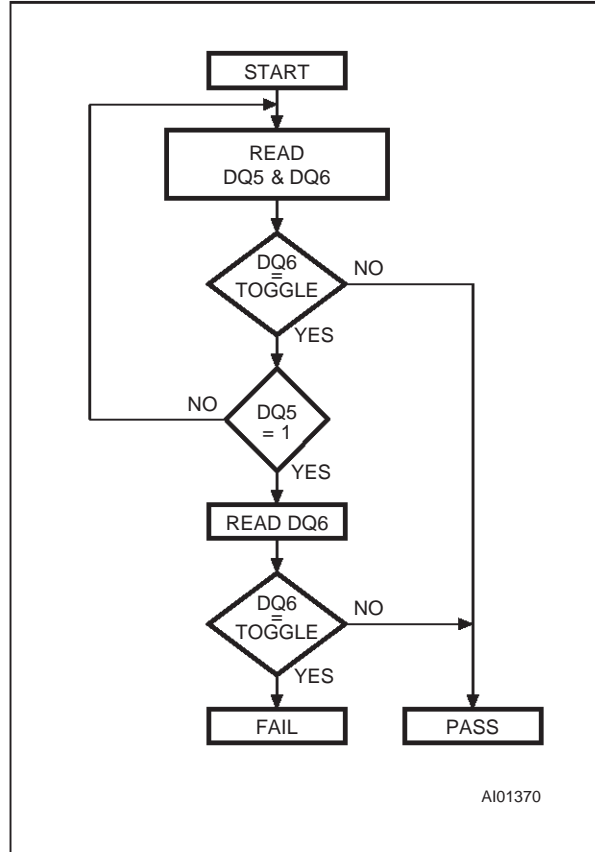 START
READ
DQ5 & DQ6
DQ6
=
TOGGLE
NO
YES
NO
DQ5
= 1
YES
READ DQ6
DQ6
=
TOGGLE
NO
YES
FAIL
PASS
AI01370